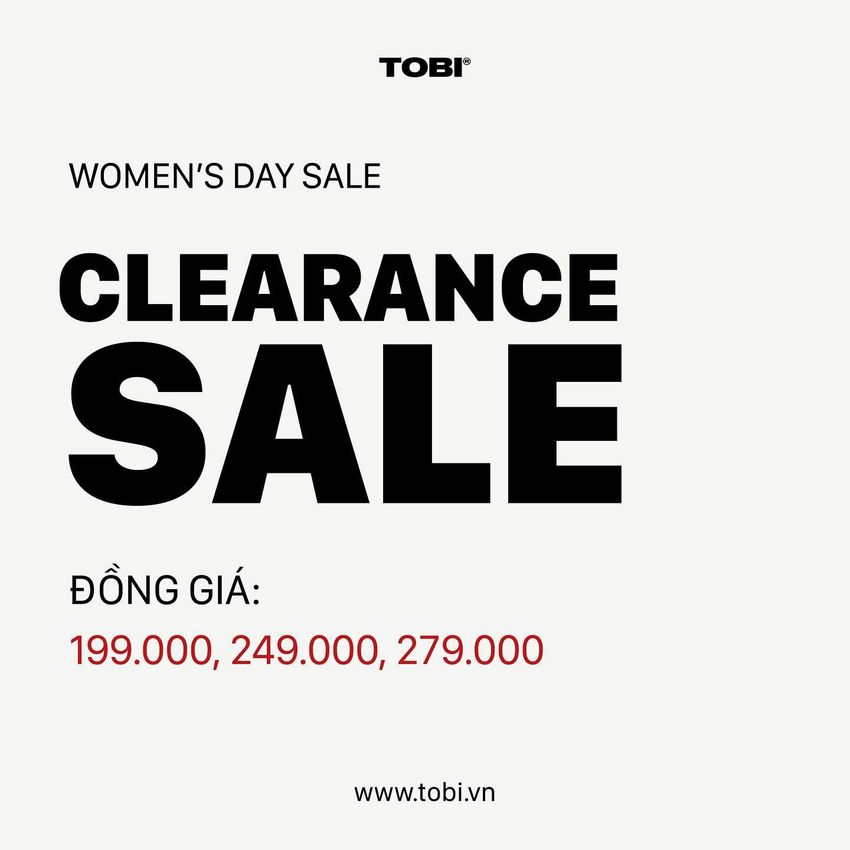 TOBI®
WOMEN’S DAY SALE
CLEARANCE
SALE
ĐỒNG GIÁ:
199.000, 249.000, 279.000
www.tobi.vn